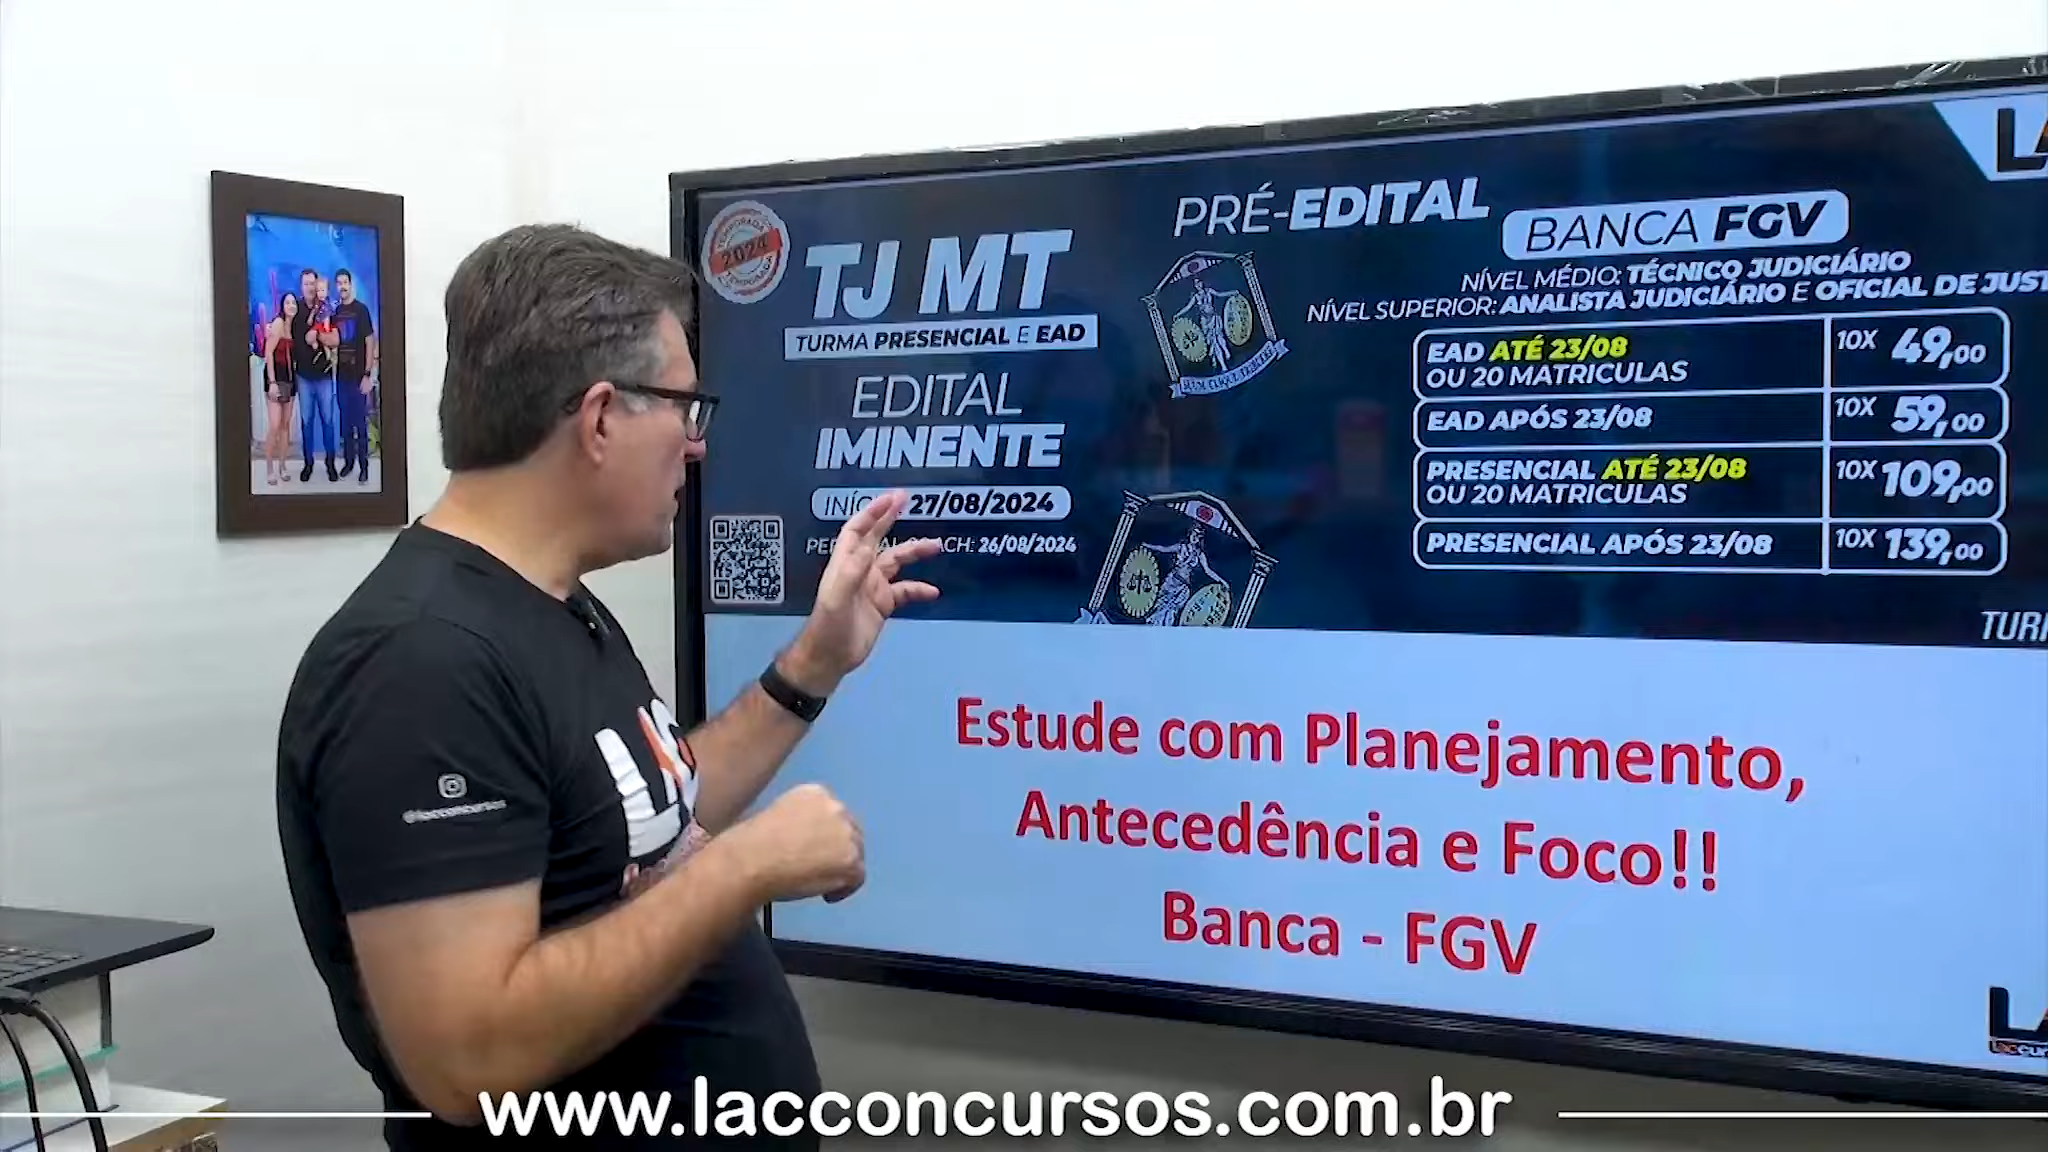 TEMPORADA
2024
TEMPORADA
TJ MT
TURMA PRESENCIAL E EAD
EDITAL
IMINENTE
27/08/2024
26/08/2024
PRÉ-EDITAL
BANCA FGV
NÍVEL MÉDIO: TÉCNICO JUDICIÁRIO
NÍVEL SUPERIOR: ANALISTA JUDICIÁRIO E OFICIAL DE JUST
EAD ATÉ 23/08
OU 20 MATRICULAS
10X 49,00
EAD APÓS 23/08
10X 59,00
PRESENCIAL ATÉ 23/08
OU 20 MATRICULAS
10X 109,00
PRESENCIAL APÓS 23/08
10X 139,00
Estude com Planejamento,
Antecedência e Foco!!
Banca - FGV
@lacconcursos
www.lacconcursos.com.br